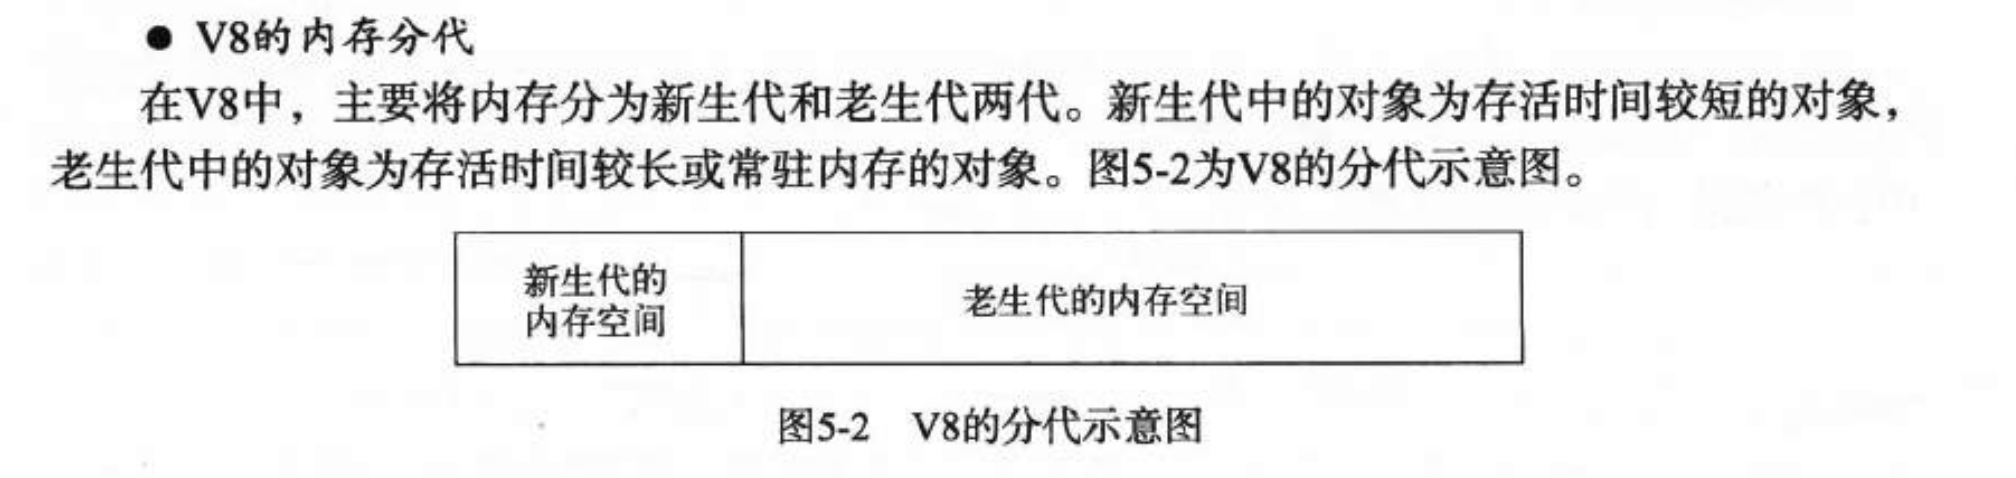 ● V8的内存分代
在V8中，主要将内存分为新生代和老生代两代。新生代中的对象为存活时间较短的对象，
老生代中的对象为存活时间较长或常驻内存的对象。图5-2为V8的分代示意图。
新生代的
内存空间
老生代的内存空间
图5-2 V8的分代示意图